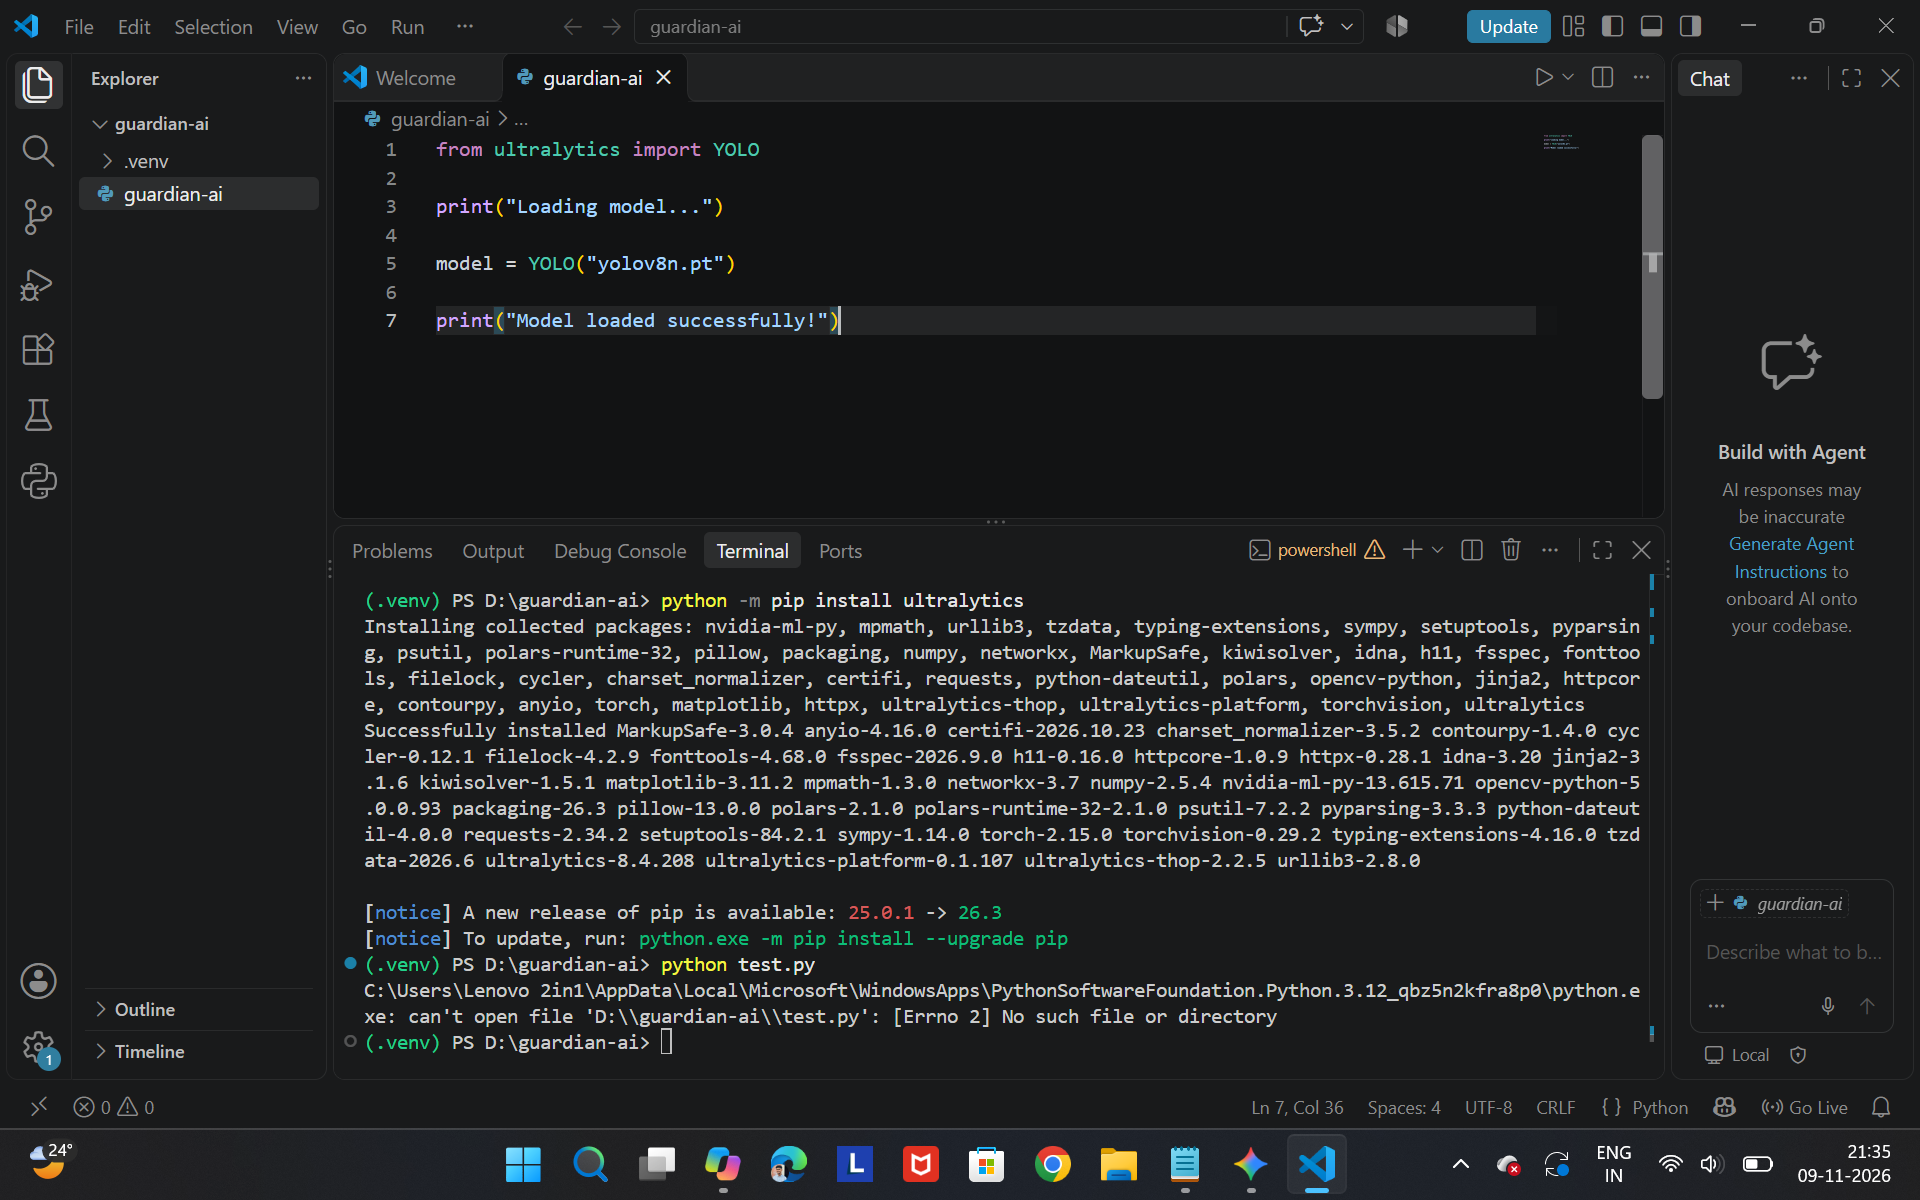 File Edit Selection View Go Run ···
guardian-ai
Update
Explorer
guardian-ai
.venv
guardian-ai
Outline
Timeline
Welcome
guardian-ai
guardian-ai > ...
1 from ultralytics import YOLO
2
3 print("Loading model...")
4
5 model = YOLO("yolov8n.pt")
6
7 print("Model loaded successfully!")
Problems Output Debug Console Terminal Ports
powershell
(.venv) PS D:\guardian-ai> python -m pip install ultralytics
Installing collected packages: nvidia-ml-py, mpmath, urllib3, tzdata, typing-extensions, sympy, setuptools, pyparsin
g, psutil, polars-runtime-32, pillow, packaging, numpy, networkx, MarkupSafe, kiwisolver, idna, h11, fsspec, fonttoo
ls, filelock, cycler, charset_normalizer, certifi, requests, python-dateutil, polars, opencv-python, jinja2, httpcor
e, contourpy, anyio, torch, matplotlib, httpx, ultralytics-thop, ultralytics-platform, torchvision, ultralytics
Successfully installed MarkupSafe-3.0.4 anyio-4.16.0 certifi-2026.10.23 charset_normalizer-3.5.2 contourpy-1.4.0 cyc
ler-0.12.1 filelock-4.2.9 fonttools-4.68.0 fsspec-2026.9.0 h11-0.16.0 httpcore-1.0.9 httpx-0.28.1 idna-3.20 jinja2-3
.1.6 kiwisolver-1.5.1 matplotlib-3.11.2 mpmath-1.3.0 networkx-3.7 numpy-2.5.4 nvidia-ml-py-13.615.71 opencv-python-5
.0.0.93 packaging-26.3 pillow-13.0.0 polars-2.1.0 polars-runtime-32-2.1.0 psutil-7.2.2 pyparsing-3.3.3 python-dateut
il-4.0.0 requests-2.34.2 setuptools-84.2.1 sympy-1.14.0 torch-2.15.0 torchvision-0.29.2 typing-extensions-4.16.0 tzd
ata-2026.6 ultralytics-8.4.208 ultralytics-platform-0.1.107 ultralytics-thop-2.2.5 urllib3-2.8.0
[notice] A new release of pip is available: 25.0.1 -> 26.3
[notice] To update, run: python.exe -m pip install --upgrade pip
(.venv) PS D:\guardian-ai> python test.py
C:\Users\Lenovo 2in1\AppData\Local\Microsoft\WindowsApps\PythonSoftwareFoundation.Python.3.12_qbz5n2kfra8p0\python.e
xe: can't open file 'D:\\guardian-ai\\test.py': [Errno 2] No such file or directory
(.venv) PS D:\guardian-ai>
Chat
Build with Agent
AI responses may
be inaccurate
Generate Agent
Instructions to
onboard AI onto
your codebase.
guardian-ai
Describe what to b...
Local
1
0 0
Ln 7, Col 36 Spaces: 4 UTF-8 CRLF { } Python Go Live
24°
L
ENG
IN
21:35
09-11-2026